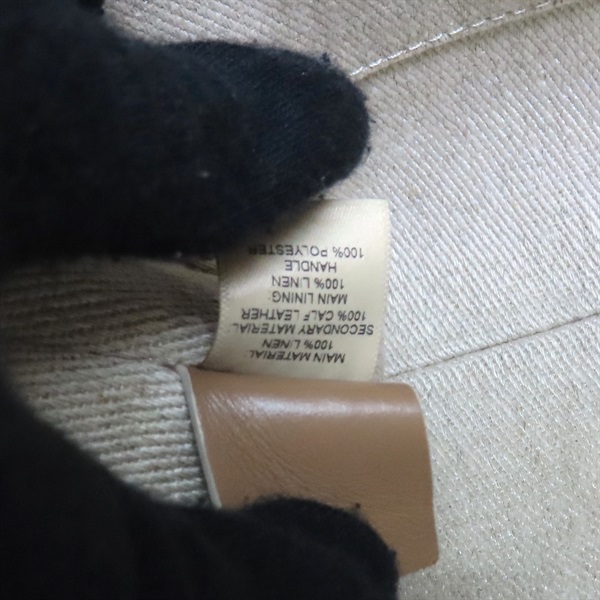 MAIN MATERIAL
100% LINEN
SECONDARY MATERIAL
100% CALF LEATHER
MAIN LINING:
100% LINEN
HANDLE:
100% POLYESTER